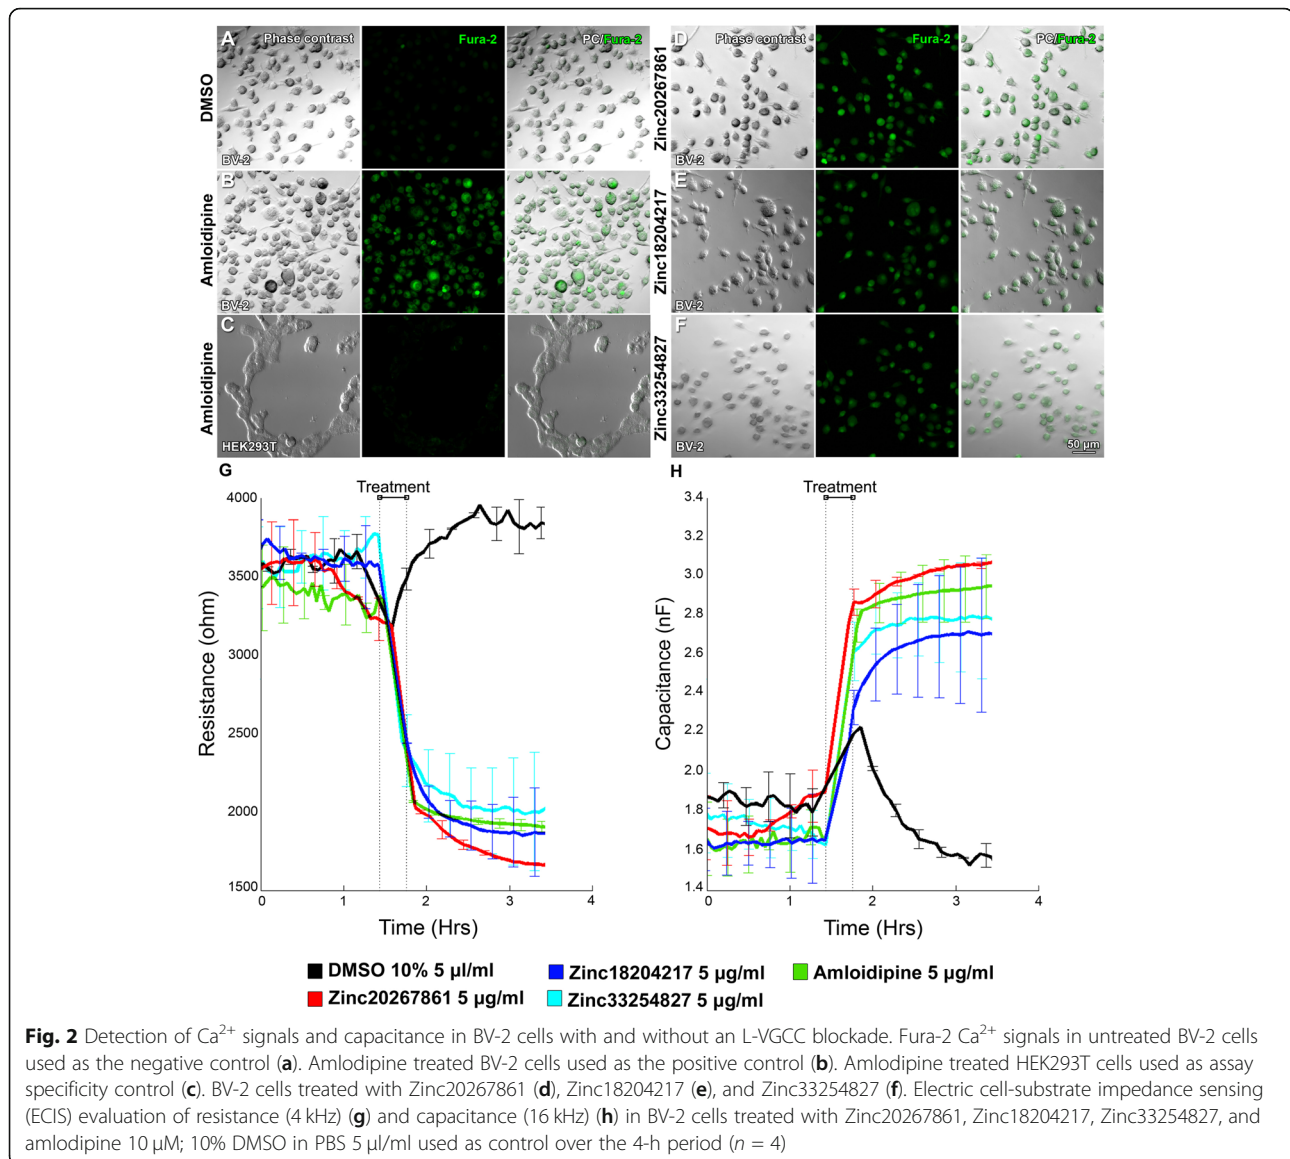 A
Phase contrast
Fura-2
PC/Fura-2
DMSO
BV-2
B
Amloidipine
BV-2
C
Amloidipine
HEK293T
D
Phase contrast
Fura-2
PC/Fura-2
Zinc20267861
BV-2
E
Zinc18204217
BV-2
F
Zinc33254827
BV-2
50 µm
G
Treatment
4000
3500
3000
2500
2000
1500
Resistance (ohm)
0 1 2 3 4
Time (Hrs)
H
Treatment
3.4
3.2
3.0
2.8
2.6
2.4
2.2
2.0
1.8
1.6
1.4
Capacitance (nF)
0 1 2 3 4
Time (Hrs)
DMSO 10% 5 µl/ml
Zinc18204217 5 µg/ml
Amloidipine 5 µg/ml
Zinc20267861 5 µg/ml
Zinc33254827 5 µg/ml
Fig. 2 Detection of Ca2+ signals and capacitance in BV-2 cells with and without an L-VGCC blockade. Fura-2 Ca2+ signals in untreated BV-2 cells
used as the negative control (a). Amlodipine treated BV-2 cells used as the positive control (b). Amlodipine treated HEK293T cells used as assay
specificity control (c). BV-2 cells treated with Zinc20267861 (d), Zinc18204217 (e), and Zinc33254827 (f). Electric cell-substrate impedance sensing
(ECIS) evaluation of resistance (4 kHz) (g) and capacitance (16 kHz) (h) in BV-2 cells treated with Zinc20267861, Zinc18204217, Zinc33254827, and
amlodipine 10 µM; 10% DMSO in PBS 5 µl/ml used as control over the 4-h period (n = 4)